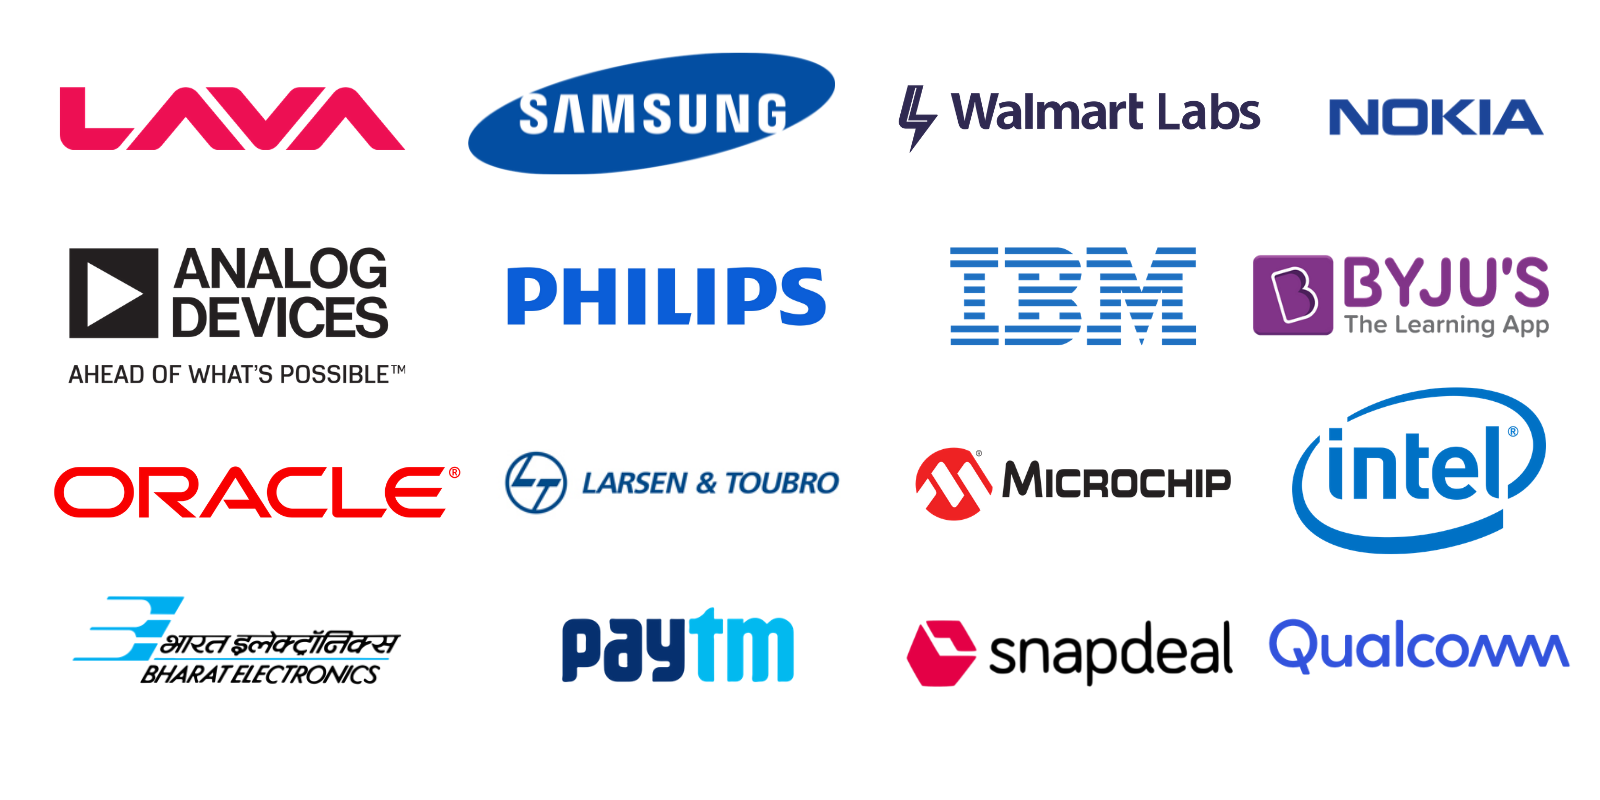 LAVA
SAMSUNG
Walmart Labs
NOKIA
ANALOG
DEVICES
AHEAD OF WHAT'S POSSIBLE™
PHILIPS
IBM
B
BYJU'S
The Learning App
ORACLE®
LT
LARSEN & TOUBRO
® MICROCHIP
intel®
भारत इलेक्ट्रॉनिक्स
BHARAT ELECTRONICS
paytm
snapdeal
Qualcomm